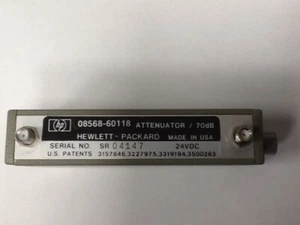 hp 08568-60118 ATTENUATOR / 70dB
HEWLETT - PACKARD MADE IN USA
SERIAL NO. SR 04147 24VDC
U.S. PATENTS 3157846,3227975,3319194,3500263